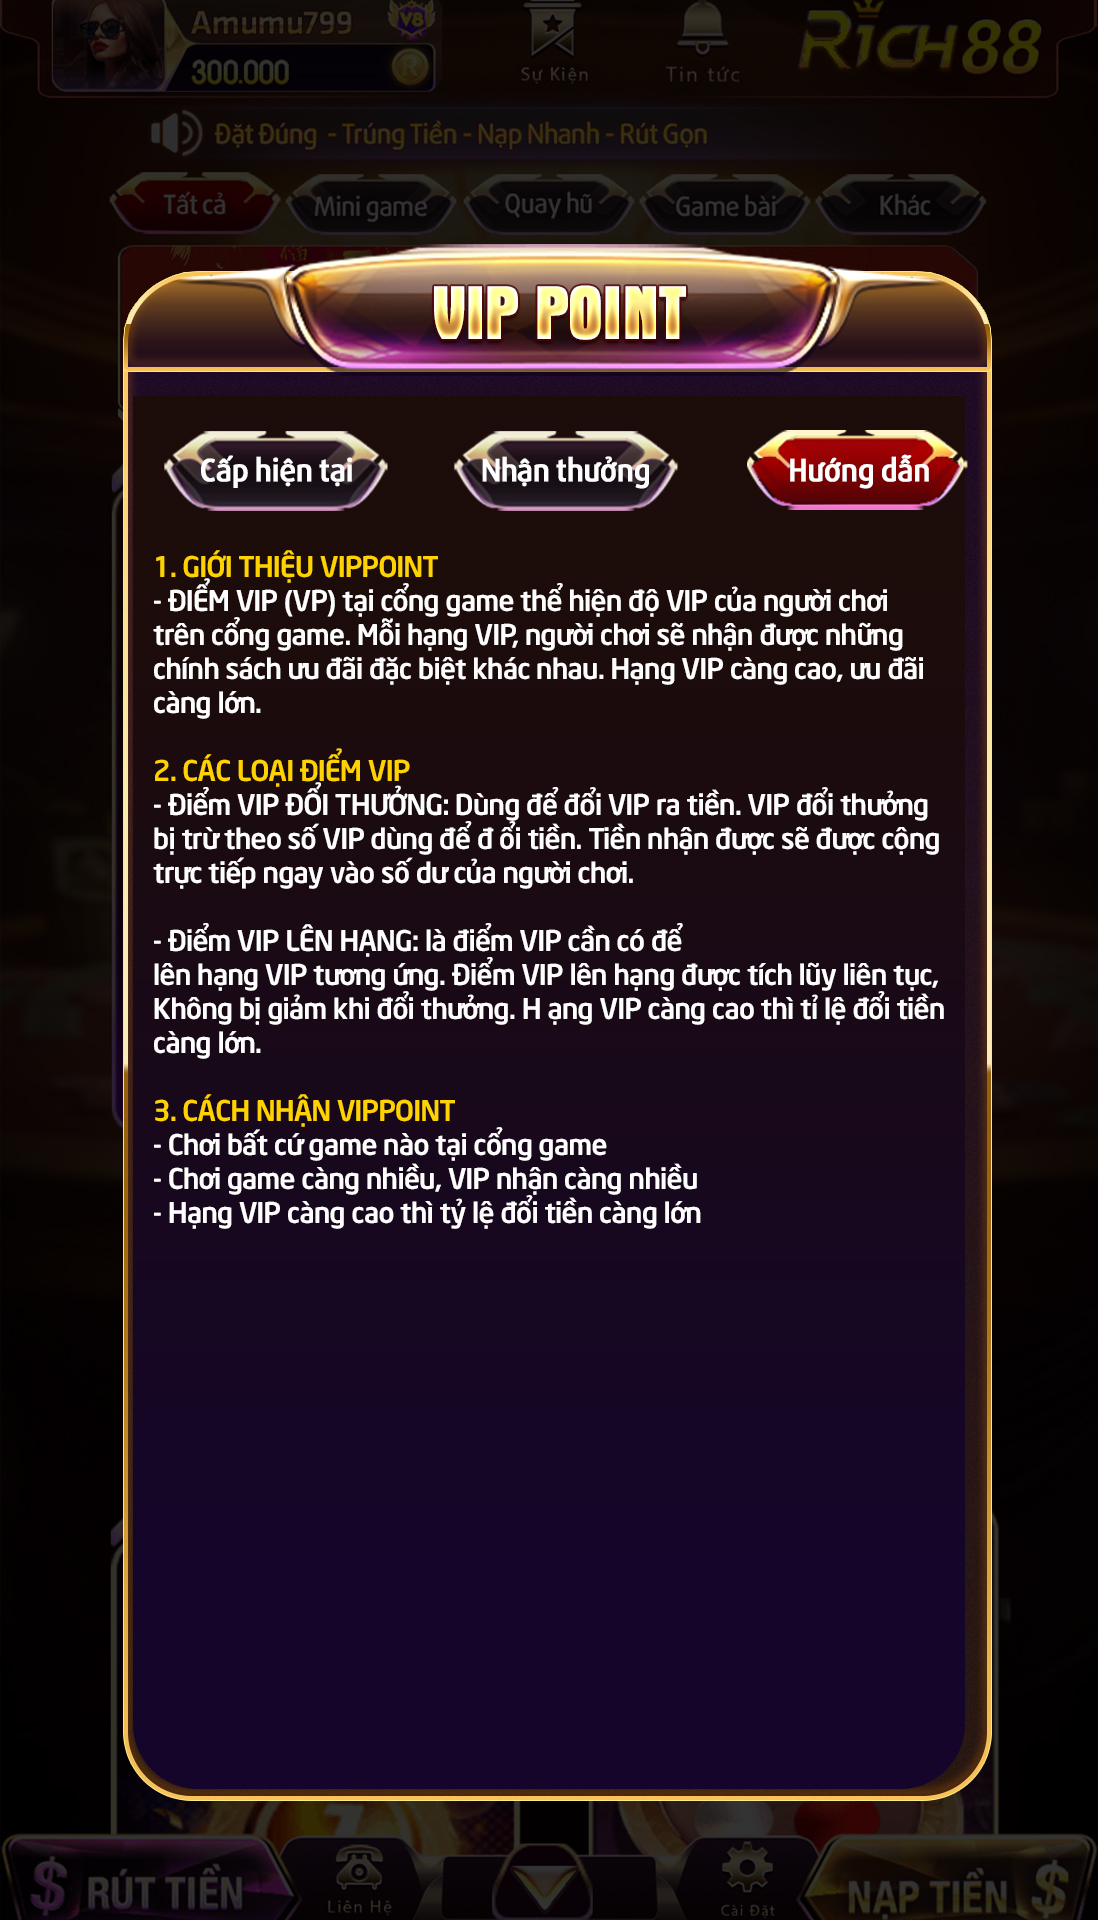 Amumu799
V8
300.000
R
Sự Kiện
Tin tức
RICH88
Đặt Đúng - Trúng Tiền - Nạp Nhanh - Rút Gọn
Tất cả
Mini game
Quay hũ
Game bài
Khác
VIP POINT
Cấp hiện tại
Nhận thưởng
Hướng dẫn
1. GIỚI THIỆU VIPPOINT
- ĐIỂM VIP (VP) tại cổng game thể hiện độ VIP của người chơi
trên cổng game. Mỗi hạng VIP, người chơi sẽ nhận được những
chính sách ưu đãi đặc biệt khác nhau. Hạng VIP càng cao, ưu đãi
càng lớn.
2. CÁC LOẠI ĐIỂM VIP
- Điểm VIP ĐỔI THƯỞNG: Dùng để đổi VIP ra tiền. VIP đổi thưởng
bị trừ theo số VIP dùng để đ ổi tiền. Tiền nhận được sẽ được cộng
trực tiếp ngay vào số dư của người chơi.
- Điểm VIP LÊN HẠNG: là điểm VIP cần có để
lên hạng VIP tương ứng. Điểm VIP lên hạng được tích lũy liên tục,
Không bị giảm khi đổi thưởng. H ạng VIP càng cao thì tỉ lệ đổi tiền
càng lớn.
3. CÁCH NHẬN VIPPOINT
- Chơi bất cứ game nào tại cổng game
- Chơi game càng nhiều, VIP nhận càng nhiều
- Hạng VIP càng cao thì tỷ lệ đổi tiền càng lớn
$ RÚT TIỀN
Liên Hệ
Cài Đặt
NẠP TIỀN $